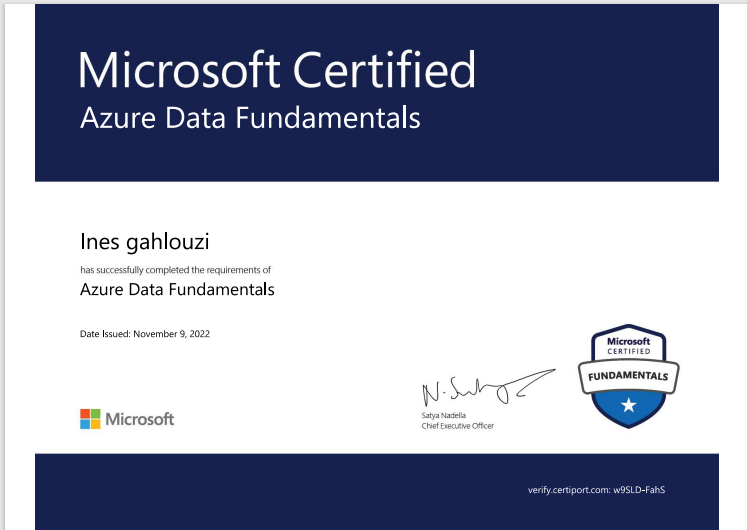 Microsoft Certified
Azure Data Fundamentals
Ines gahlouzi
has successfully completed the requirements of
Azure Data Fundamentals
Date Issued: November 9, 2022
Microsoft
CERTIFIED
FUNDAMENTALS
N. Sat
Satya Nadella
Chief Executive Officer
Microsoft
verify.certiport.com: w9SLD-FahS